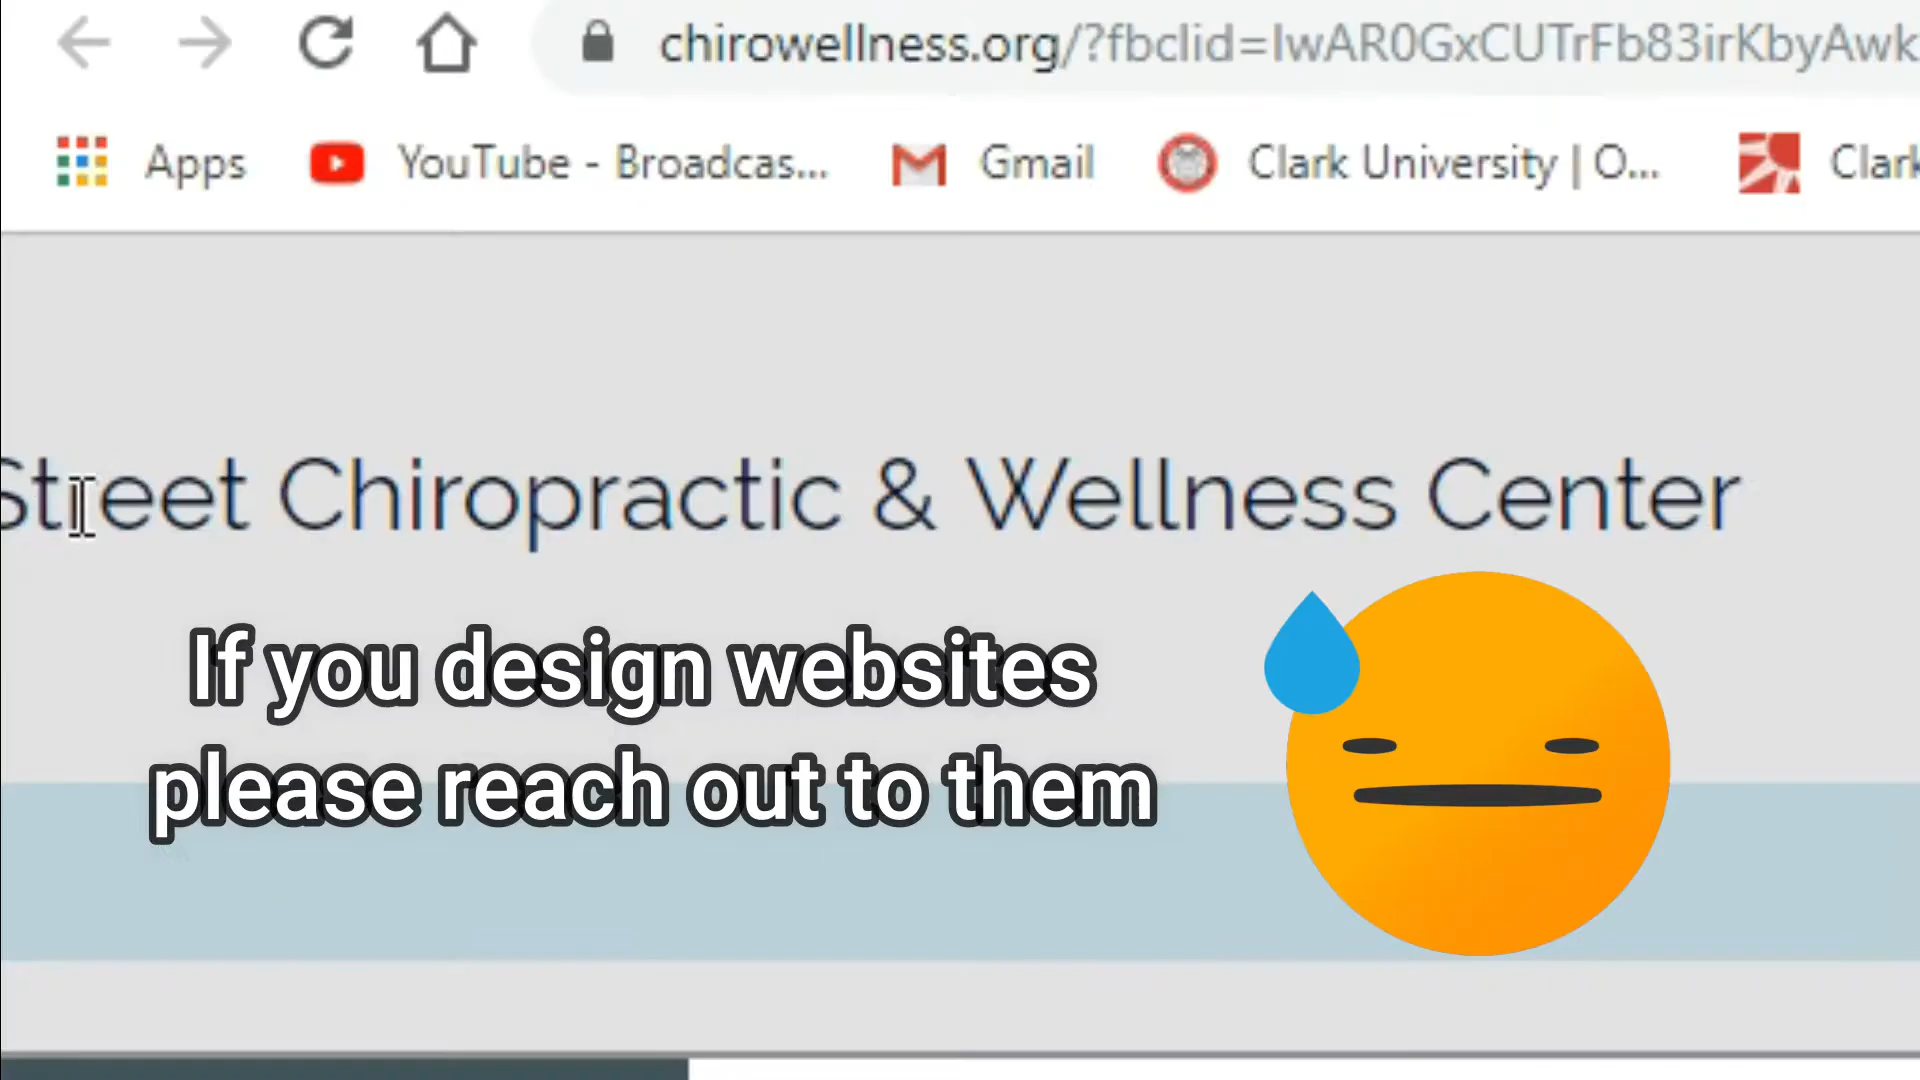 chirowellness.org/?fbclid=IwAR0GxCUTrFb83irKbyAwk
Apps YouTube - Broadcas... Gmail Clark University | O... Clark
Street Chiropractic & Wellness Center
If you design websites
please reach out to them